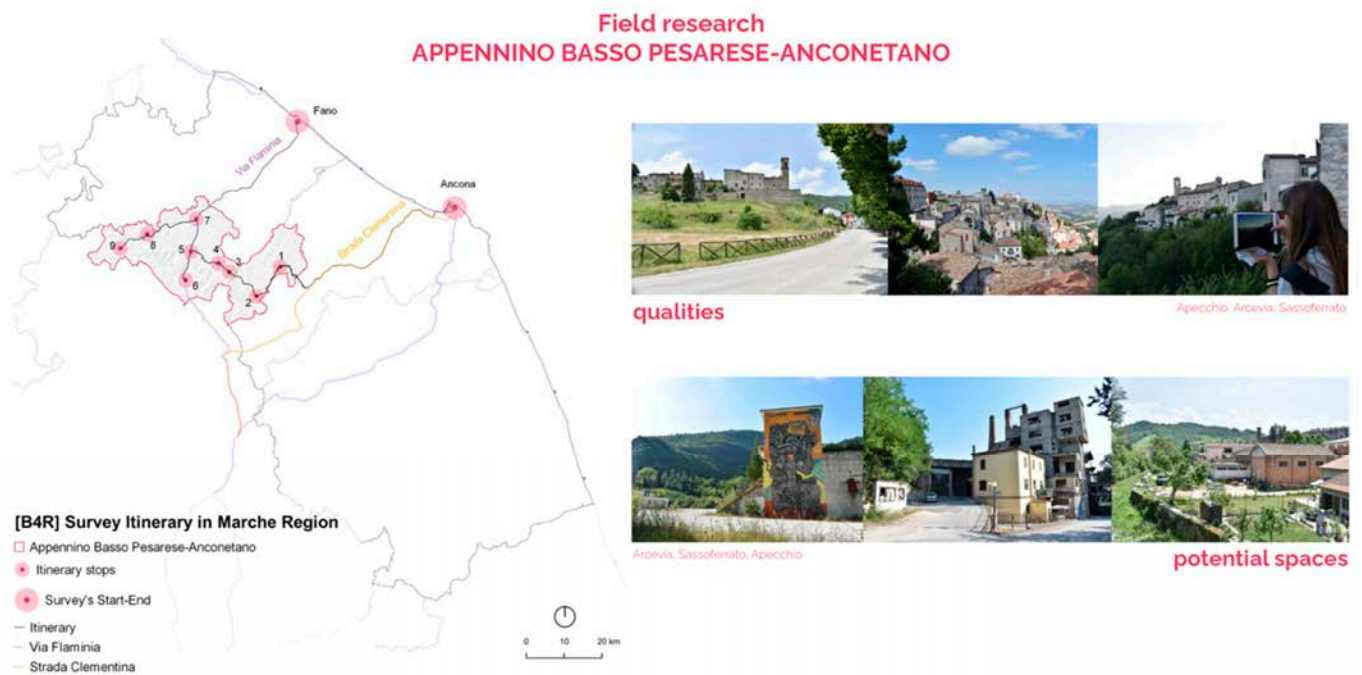 Field research
APPENNINO BASSO PESARESE-ANCONETANO
Fano
Via Flaminia
Ancona
Strada Clementina
7
8
9
5
4
3
1
6
2
qualities
Apecchio, Arcevia, Sassoferrato
Arcevia, Sassoferrato, Apecchio
potential spaces
[B4R] Survey Itinerary in Marche Region
Appennino Basso Pesarese-Anconetano
Itinerary stops
Survey's Start-End
Itinerary
Via Flaminia
Strada Clementina
0 10 20 km